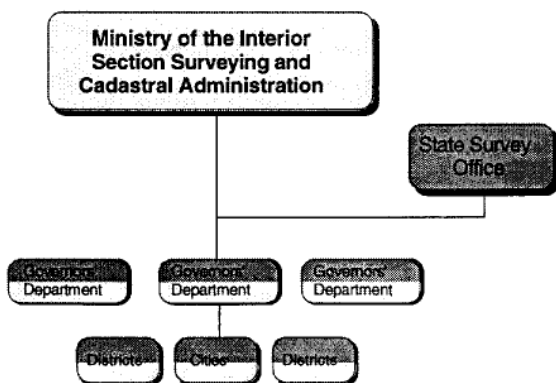 Ministry of the Interior
Section Surveying and
Cadastral Administration
State Survey
Office
Governors'
Department
Governors'
Department
Governors'
Department
Districts
Cities
Districts